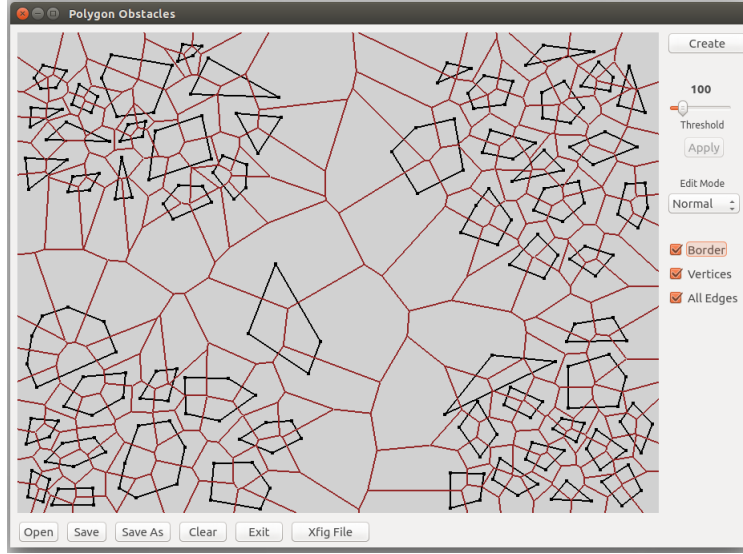 Polygon Obstacles
Create
100
Threshold
Apply
Edit Mode
Normal
Border
Vertices
All Edges
Open Save Save As Clear Exit Xfig File